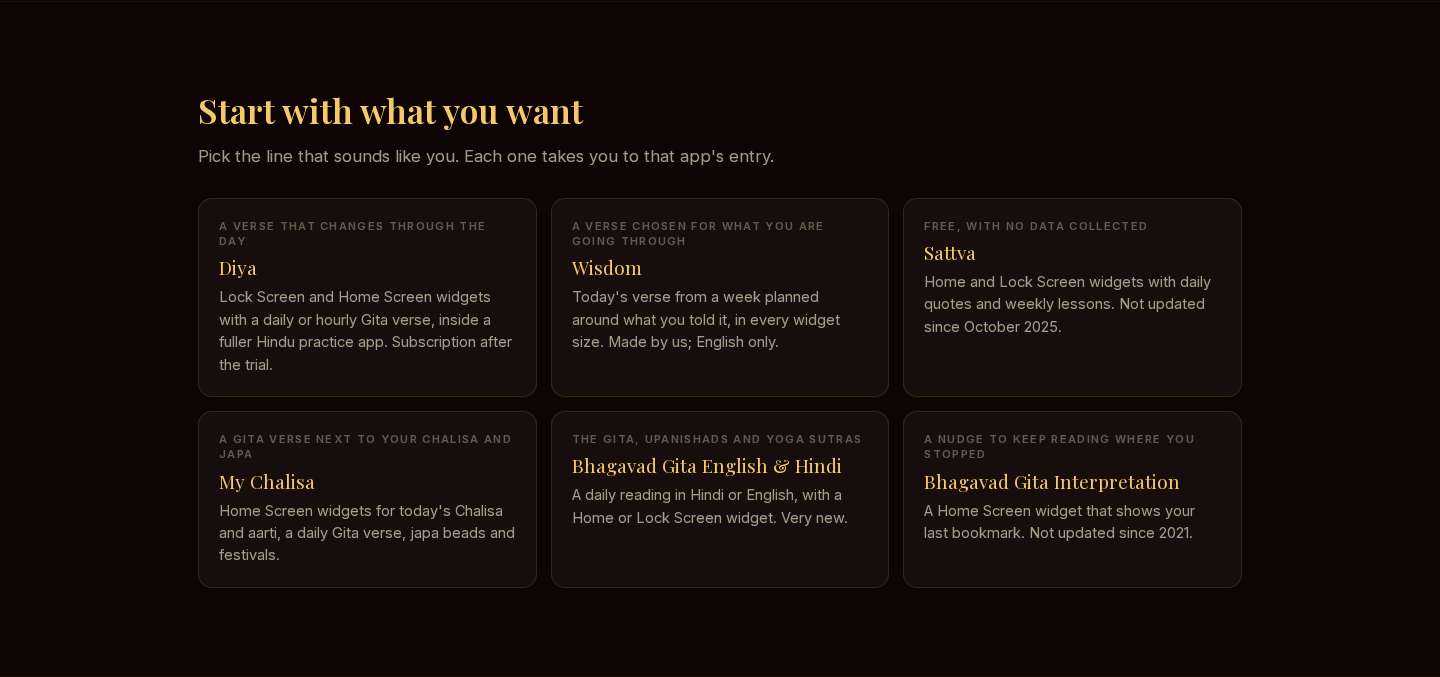 Start with what you want
Pick the line that sounds like you. Each one takes you to that app's entry.
A VERSE THAT CHANGES THROUGH THE
DAY
Diya
Lock Screen and Home Screen widgets
with a daily or hourly Gita verse, inside a
fuller Hindu practice app. Subscription after
the trial.
A VERSE CHOSEN FOR WHAT YOU ARE
GOING THROUGH
Wisdom
Today's verse from a week planned
around what you told it, in every widget
size. Made by us; English only.
FREE, WITH NO DATA COLLECTED
Sattva
Home and Lock Screen widgets with daily
quotes and weekly lessons. Not updated
since October 2025.
A GITA VERSE NEXT TO YOUR CHALISA AND
JAPA
My Chalisa
Home Screen widgets for today's Chalisa
and aarti, a daily Gita verse, japa beads and
festivals.
THE GITA, UPANISHADS AND YOGA SUTRAS
Bhagavad Gita English & Hindi
A daily reading in Hindi or English, with a
Home or Lock Screen widget. Very new.
A NUDGE TO KEEP READING WHERE YOU
STOPPED
Bhagavad Gita Interpretation
A Home Screen widget that shows your
last bookmark. Not updated since 2021.